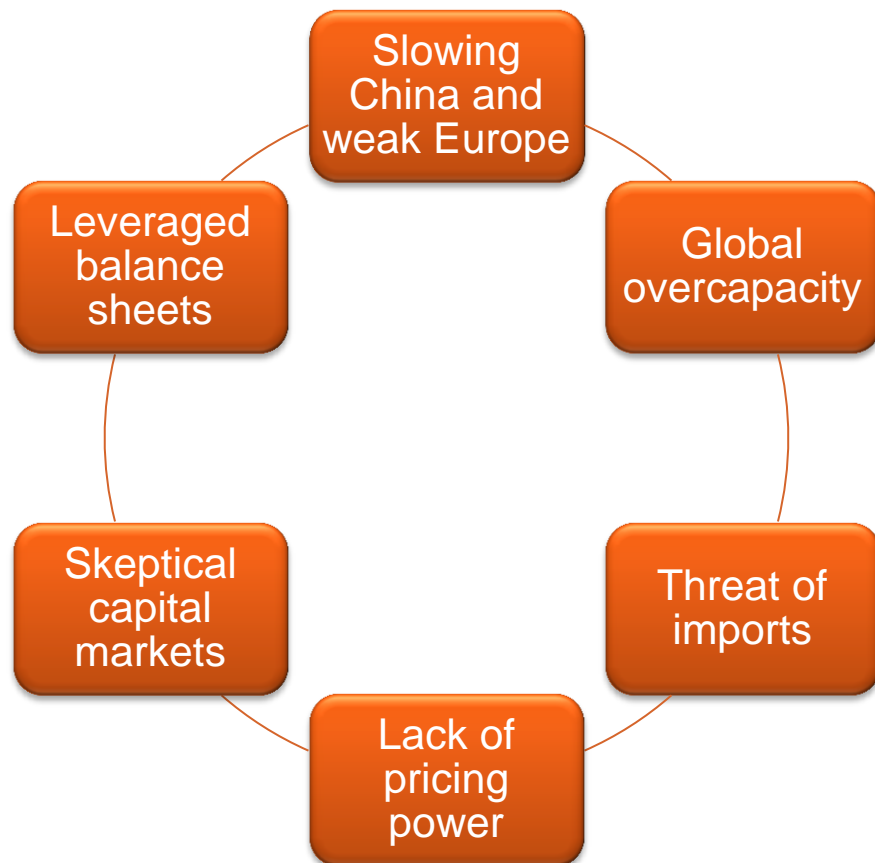 Slowing
China and
weak Europe
Global
overcapacity
Threat of
imports
Lack of
pricing
power
Skeptical
capital
markets
Leveraged
balance
sheets